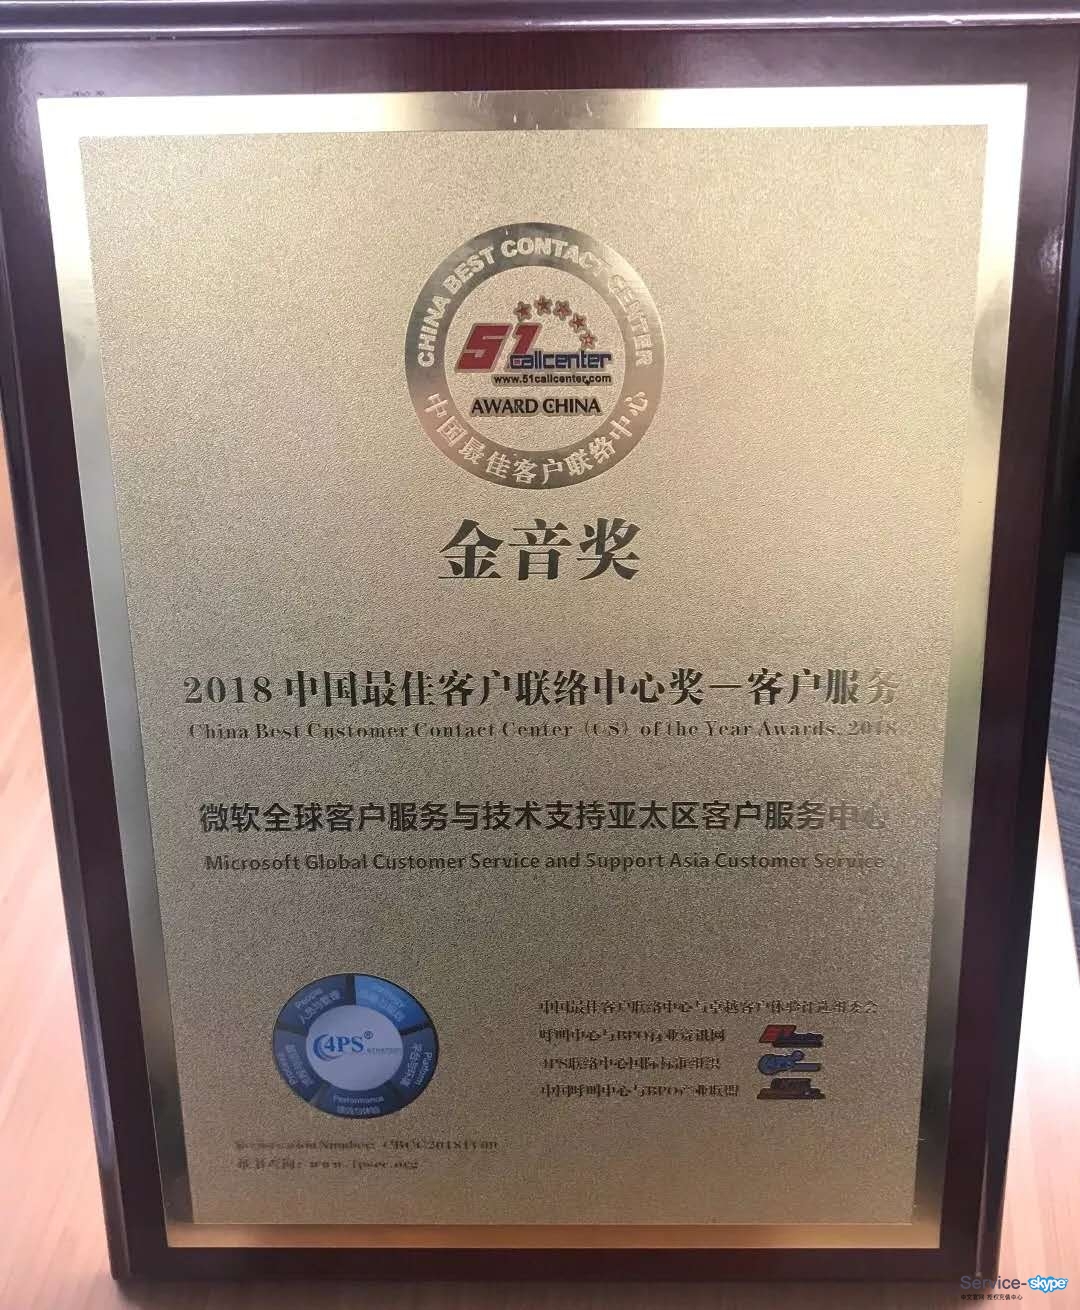 CHINA BEST CONTACT CENTER
51callcenter
www.51callcenter.com
AWARD CHINA
中国最佳客户联络中心
金音奖
2018 中国最佳客户联络中心奖—客户服务
China Best Customer Contact Center (CS) of the Year Awards, 2018
微软全球客户服务与技术支持亚太区客户服务中心
Microsoft Global Customer Service and Support Asia Customer Service
中国最佳客户联络中心与卓越客户体验评选组委会
呼叫中心与BPO行业资讯网
4PS联络中心国际标准组织
中国呼叫中心与BPO产业联盟
4PS®
Platform
Performance
Service-skype